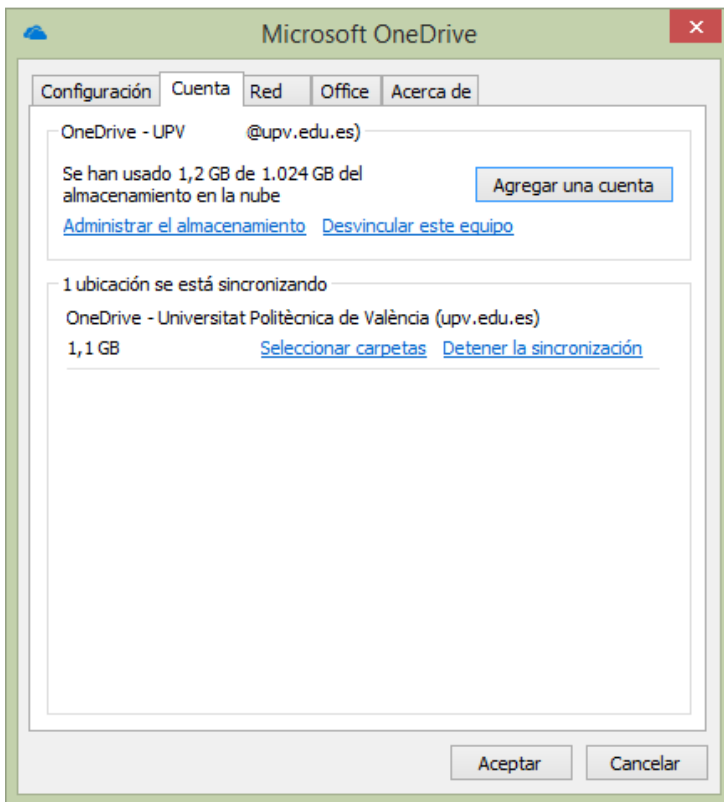 Microsoft OneDrive
Configuración Cuenta Red Office Acerca de
OneDrive - UPV @upv.edu.es)
Se han usado 1,2 GB de 1.024 GB del
almacenamiento en la nube
Agregar una cuenta
Administrar el almacenamiento Desvincular este equipo
1 ubicación se está sincronizando
OneDrive - Universitat Politècnica de València (upv.edu.es)
1,1 GB Seleccionar carpetas Detener la sincronización
Aceptar Cancelar